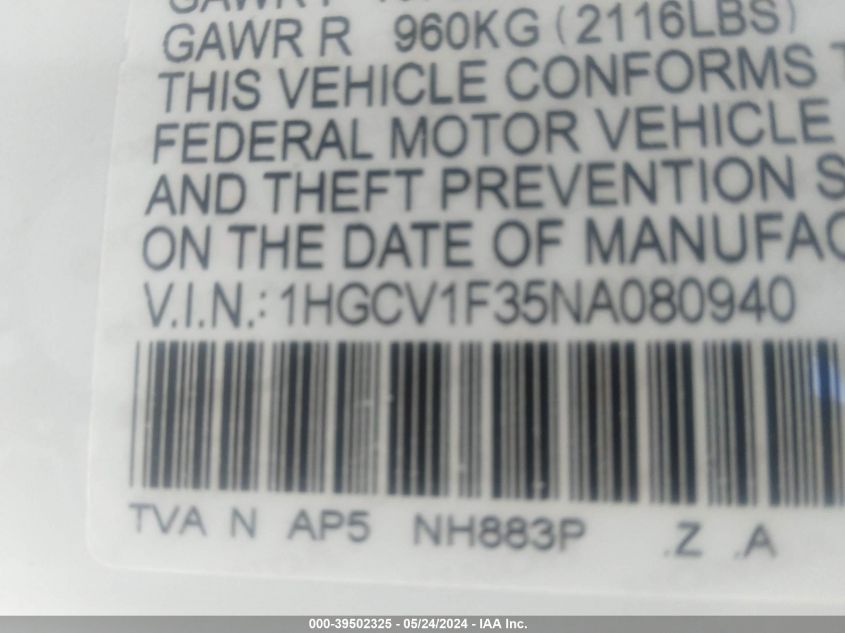 GAWR R 960KG (2116LBS)
THIS VEHICLE CONFORMS
FEDERAL MOTOR VEHICLE
AND THEFT PREVENTION S
ON THE DATE OF MANUFAC
V.I.N.: 1HGCV1F35NA080940
TVA N AP5 NH883P .Z .A
000-39502325 - 05/24/2024 - IAA Inc.